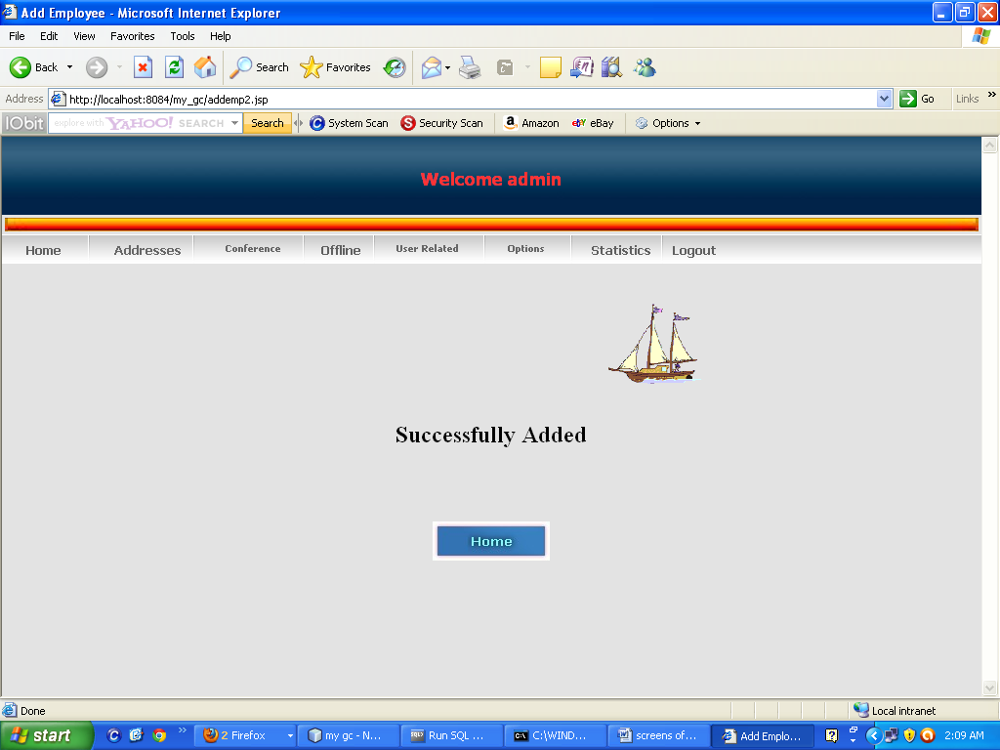 Add Employee - Microsoft Internet Explorer
File Edit View Favorites Tools Help
Back Search Favorites
Address http://localhost:8084/my_gc/addemp2.jsp Go Links »
IObit explore with YAHOO! SEARCH Search System Scan Security Scan Amazon eBay Options
Welcome admin
Home Addresses Conference Offline User Related Options Statistics Logout
Successfully Added
Home
Done Local intranet
start 2 Firefox my gc - N... Run SQL ... C:\WIND... screens of... Add Emplo... 2:09 AM